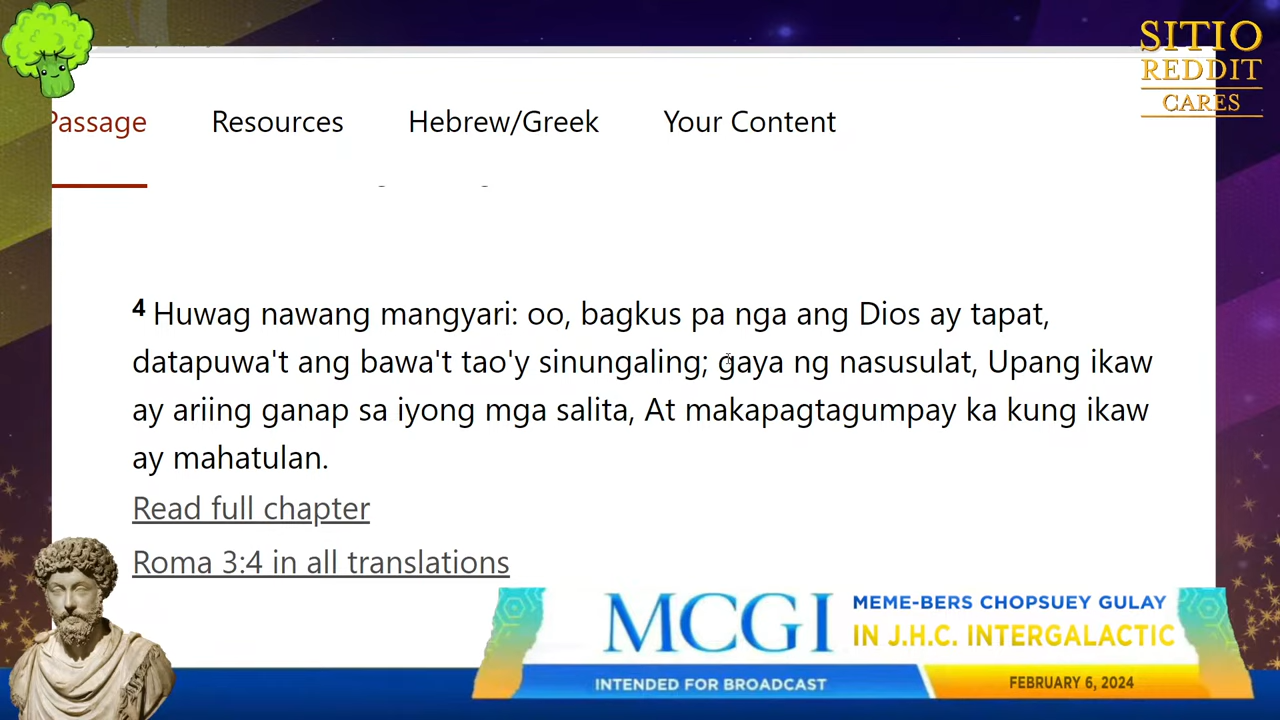 SITIO
REDDIT
CARES
Passage Resources Hebrew/Greek Your Content
4 Huwag nawang mangyari: oo, bagkus pa nga ang Dios ay tapat,
datapuwa't ang bawa't tao'y sinungaling; gaya ng nasusulat, Upang ikaw
ay ariing ganap sa iyong mga salita, At makapagtagumpay ka kung ikaw
ay mahatulan.
Read full chapter
Roma 3:4 in all translations
MCGI
MEME-BERS CHOPSUEY GULAY
IN J.H.C. INTERGALACTIC
INTENDED FOR BROADCAST
FEBRUARY 6, 2024